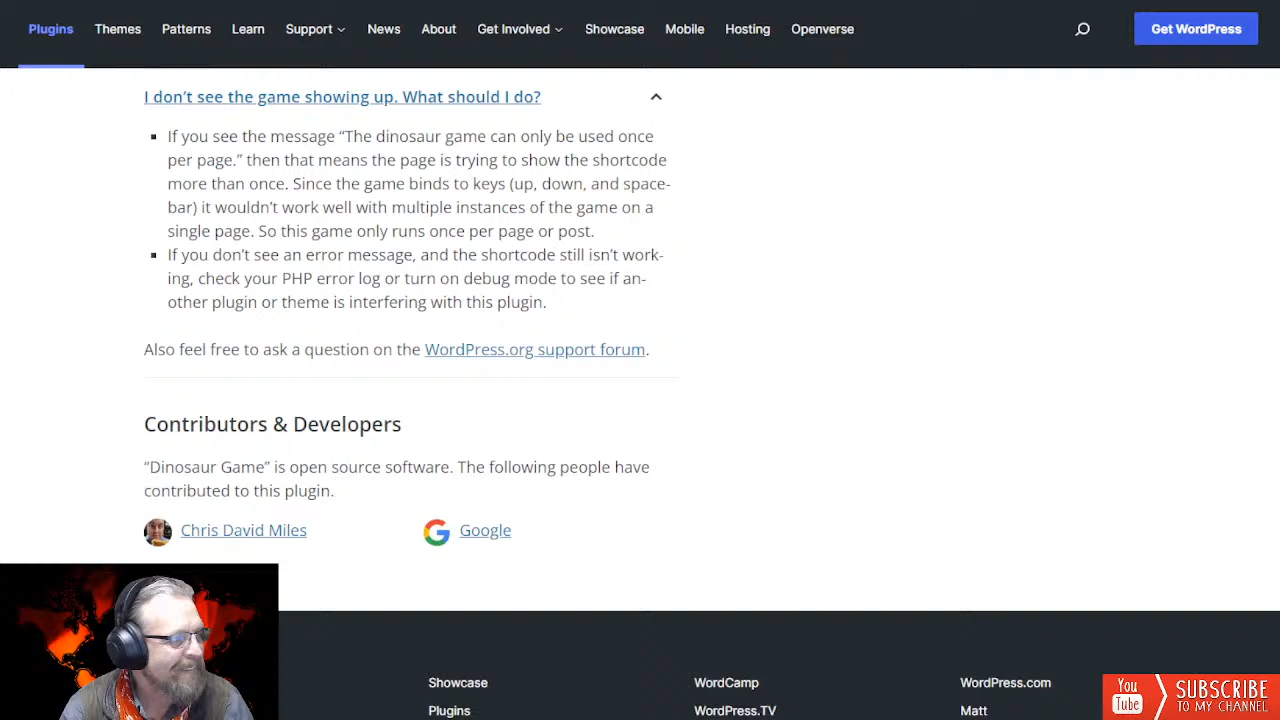 Plugins Themes Patterns Learn Support News About Get Involved Showcase Mobile Hosting Openverse Get WordPress
I don't see the game showing up. What should I do?
▪ If you see the message “The dinosaur game can only be used once
per page.” then that means the page is trying to show the shortcode
more than once. Since the game binds to keys (up, down, and space-
bar) it wouldn't work well with multiple instances of the game on a
single page. So this game only runs once per page or post.
▪ If you don't see an error message, and the shortcode still isn't work-
ing, check your PHP error log or turn on debug mode to see if an-
other plugin or theme is interfering with this plugin.
Also feel free to ask a question on the WordPress.org support forum.
Contributors & Developers
“Dinosaur Game” is open source software. The following people have
contributed to this plugin.
Chris David Miles Google
Showcase WordCamp WordPress.com
Plugins WordPress.TV Matt
You Tube SUBSCRIBE
TO MY CHANNEL